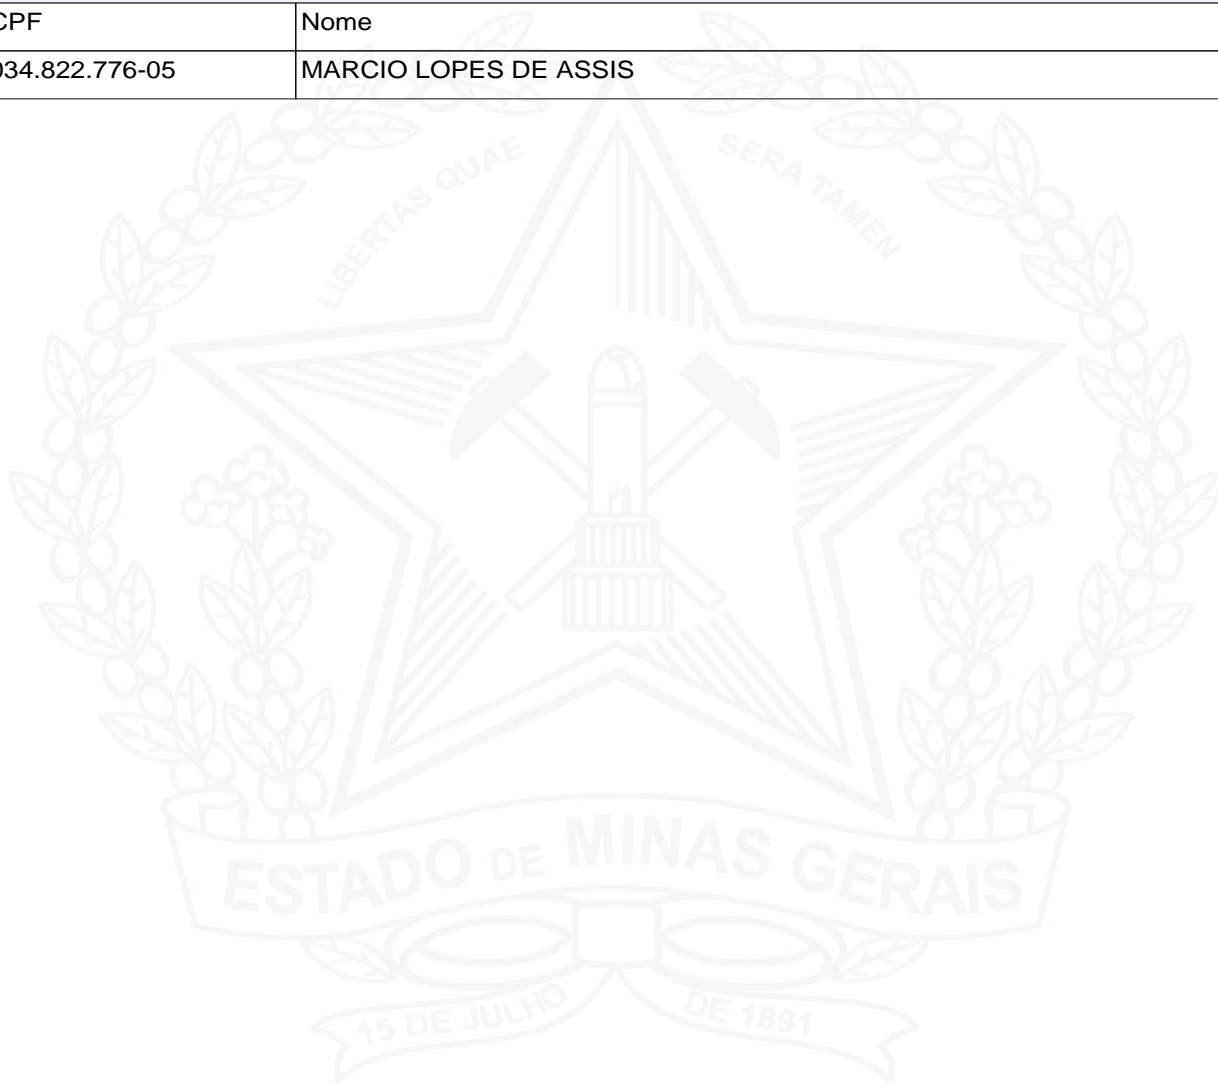 CPF Nome
034.822.776-05 MARCIO LOPES DE ASSIS
LIBERTAS QUAE SERA TAMEN
ESTADO DE MINAS GERAIS
15 DE JULHO DE 1891